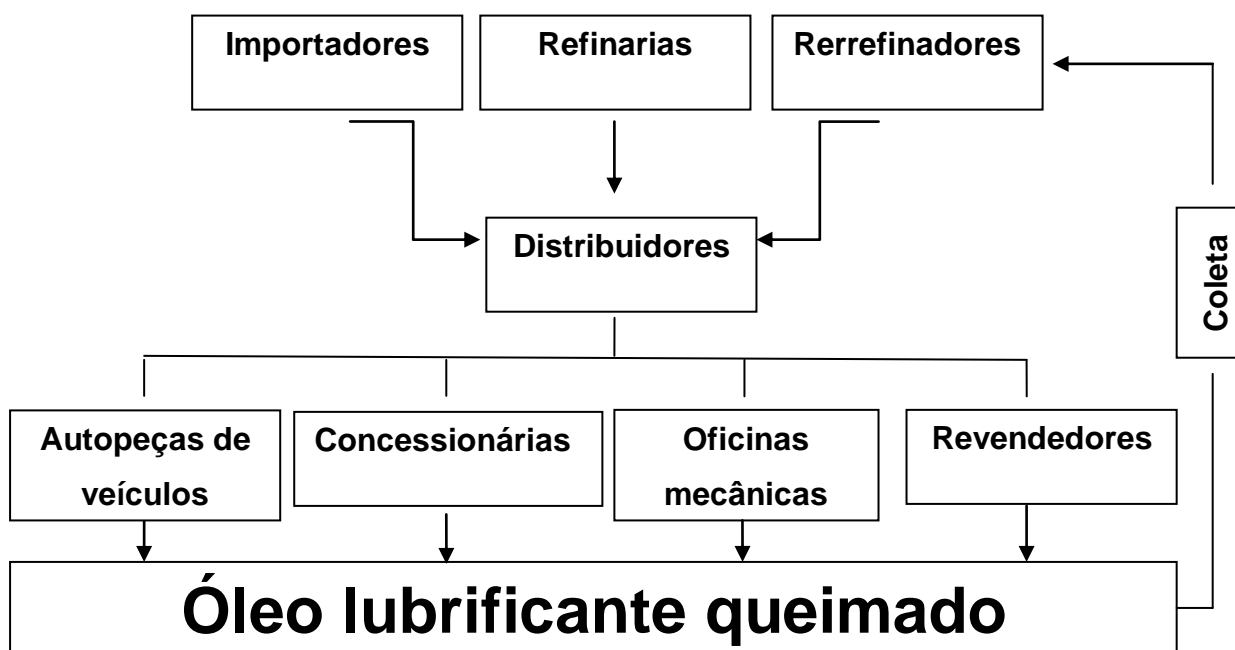 Importadores
Refinarias
Rerrefinadores
Distribuidores
Coleta
Autopeças de
veículos
Concessionárias
Oficinas
mecânicas
Revendedores
Óleo lubrificante queimado